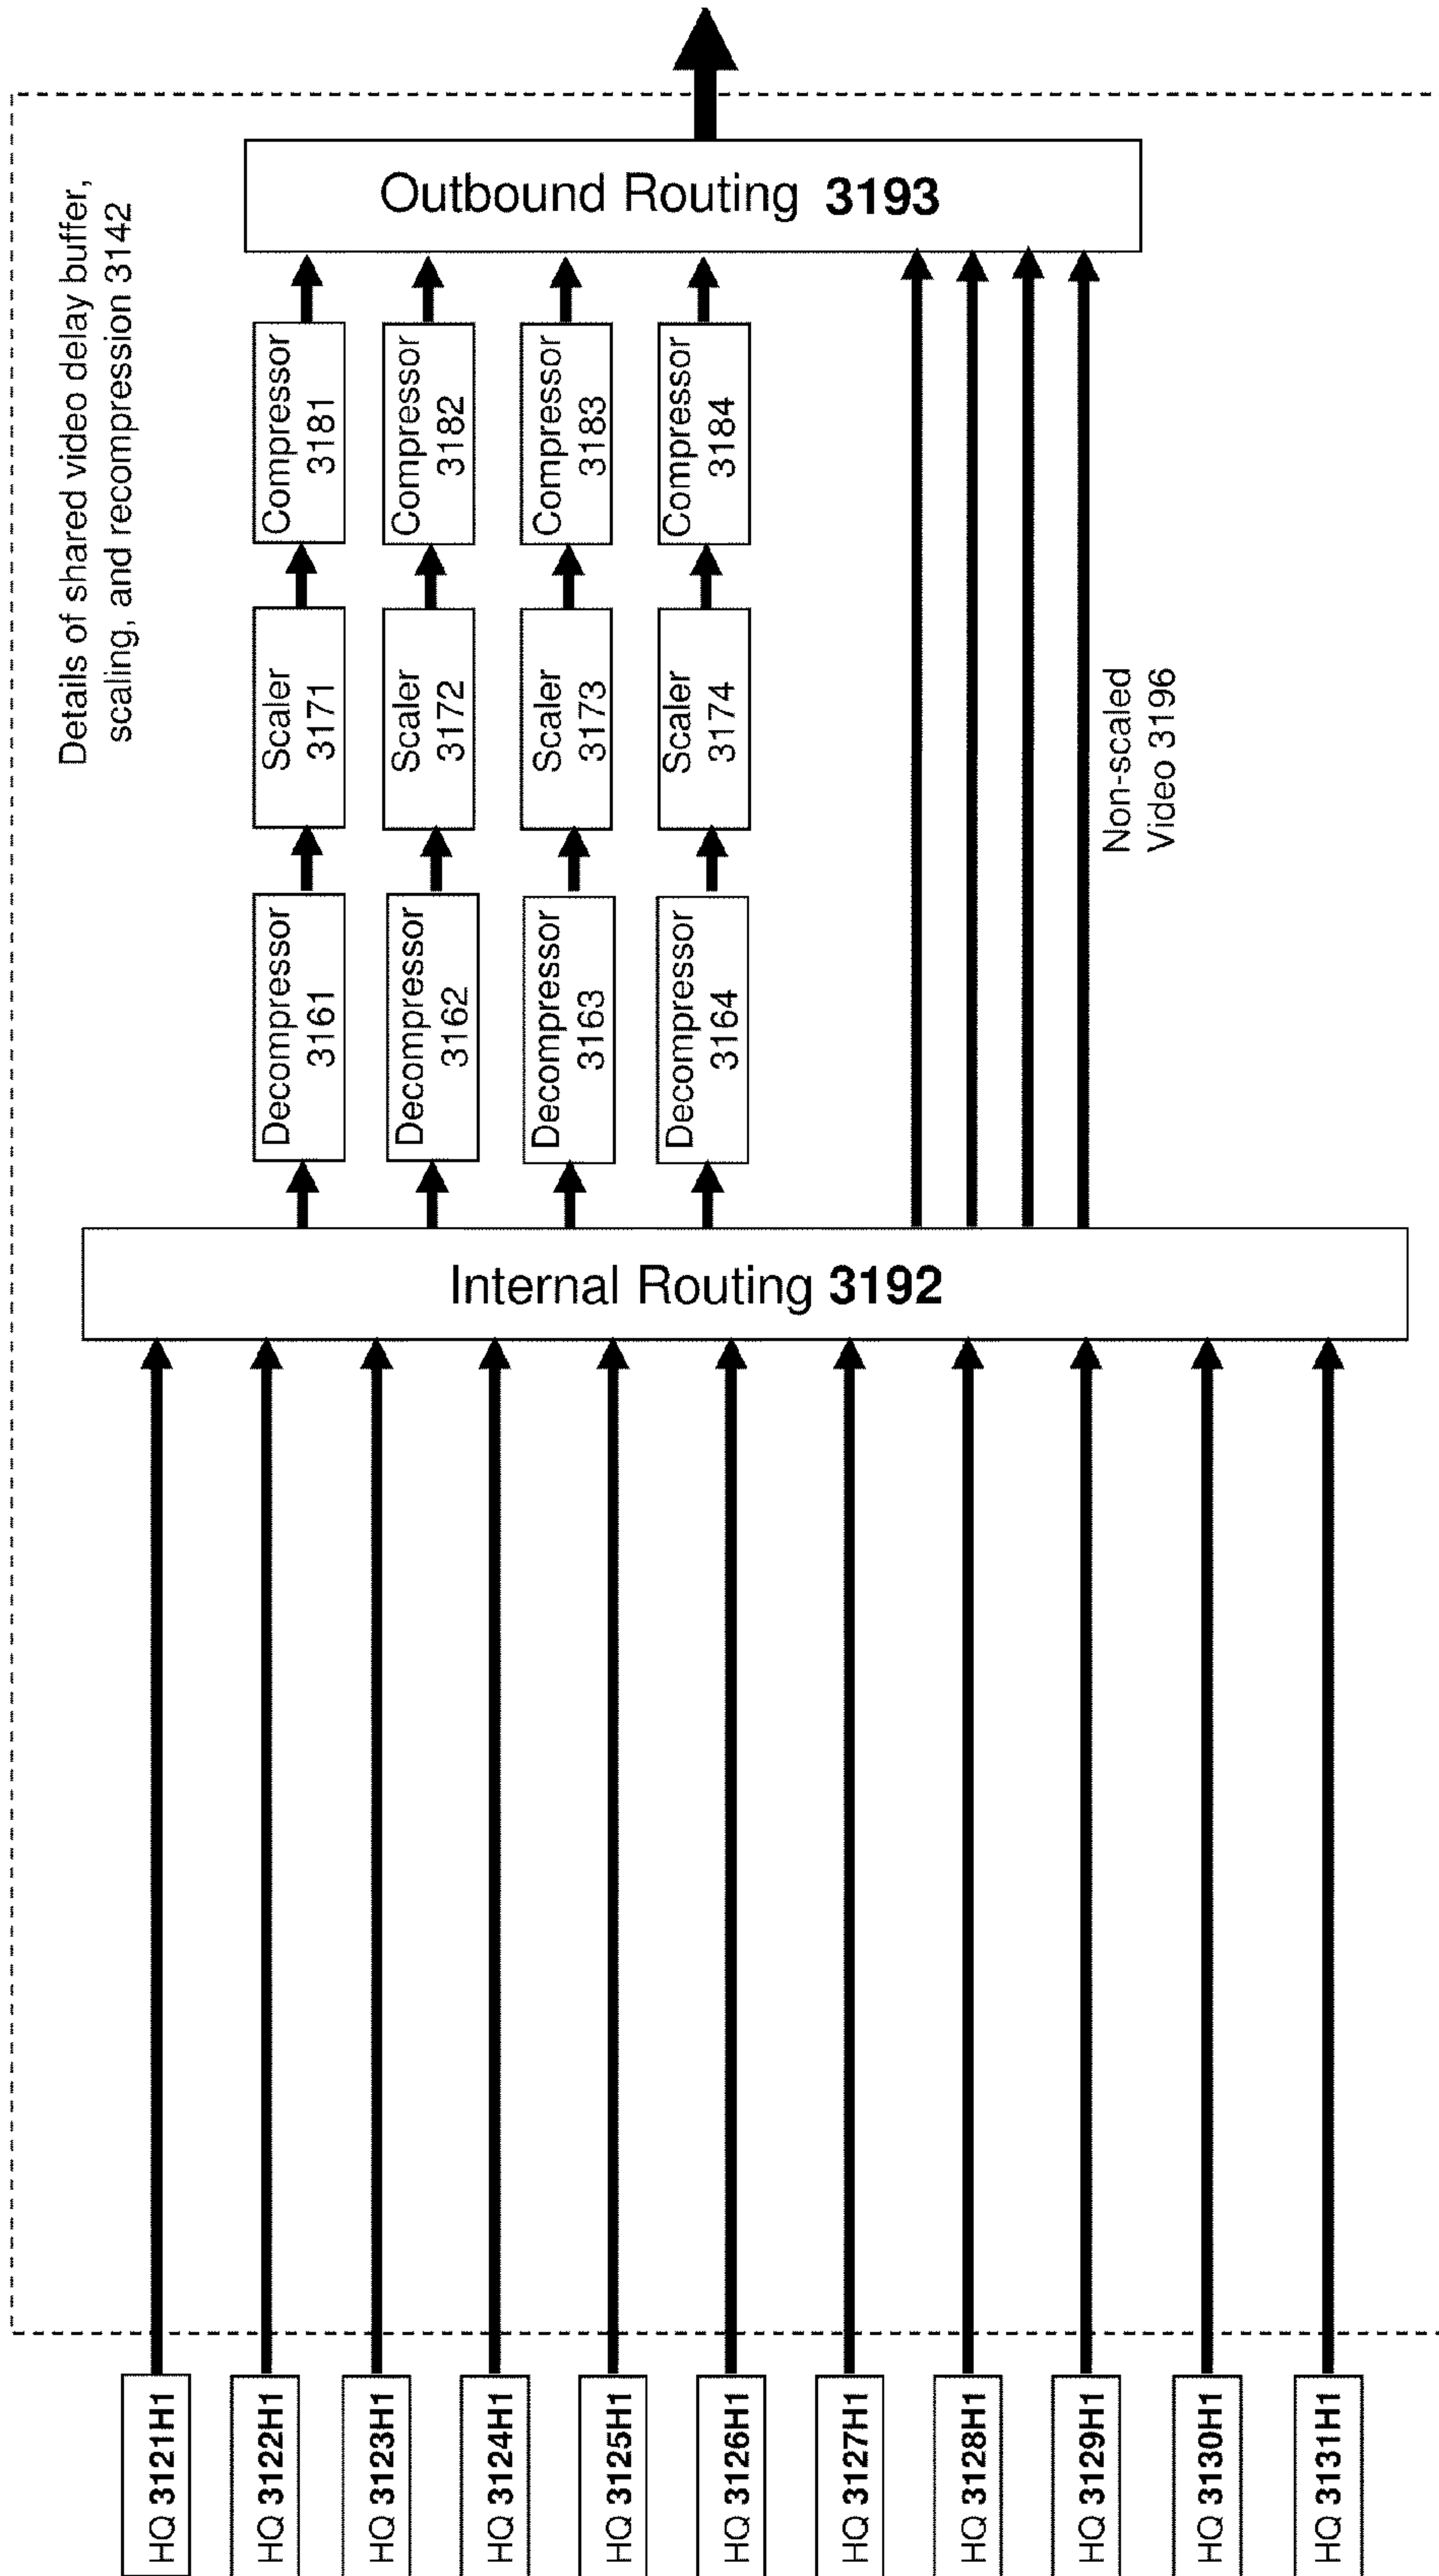 Details of shared video delay buffer,
scaling, and recompression 3142
Outbound Routing 3193
Compressor
3181
Compressor
3182
Compressor
3183
Compressor
3184
Scaler
3171
Scaler
3172
Scaler
3173
Scaler
3174
Decompressor
3161
Decompressor
3162
Decompressor
3163
Decompressor
3164
Non-scaled
Video 3196
Internal Routing 3192
HQ 3121H1
HQ 3122H1
HQ 3123H1
HQ 3124H1
HQ 3125H1
HQ 3126H1
HQ 3127H1
HQ 3128H1
HQ 3129H1
HQ 3130H1
HQ 3131H1